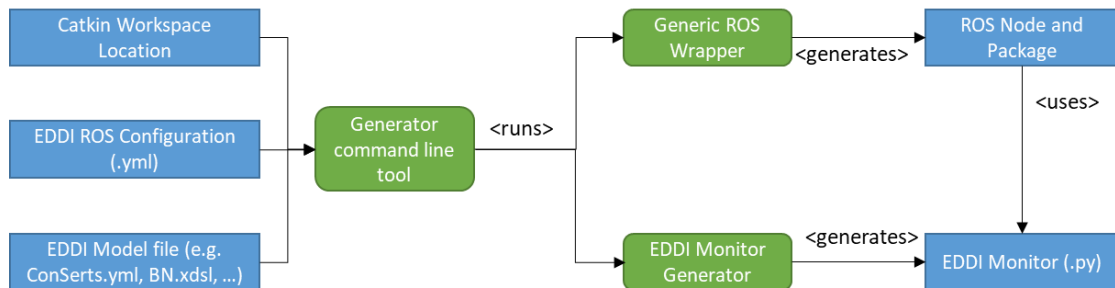 Catkin Workspace
Location
Generic ROS
Wrapper
<generates>
ROS Node and
Package
<uses>
EDDI ROS Configuration
(.yml)
Generator
command line
tool
<runs>
EDDI Model file (e.g.
ConSerts.yml, BN.xdsl, ...)
EDDI Monitor
Generator
<generates>
EDDI Monitor (.py)